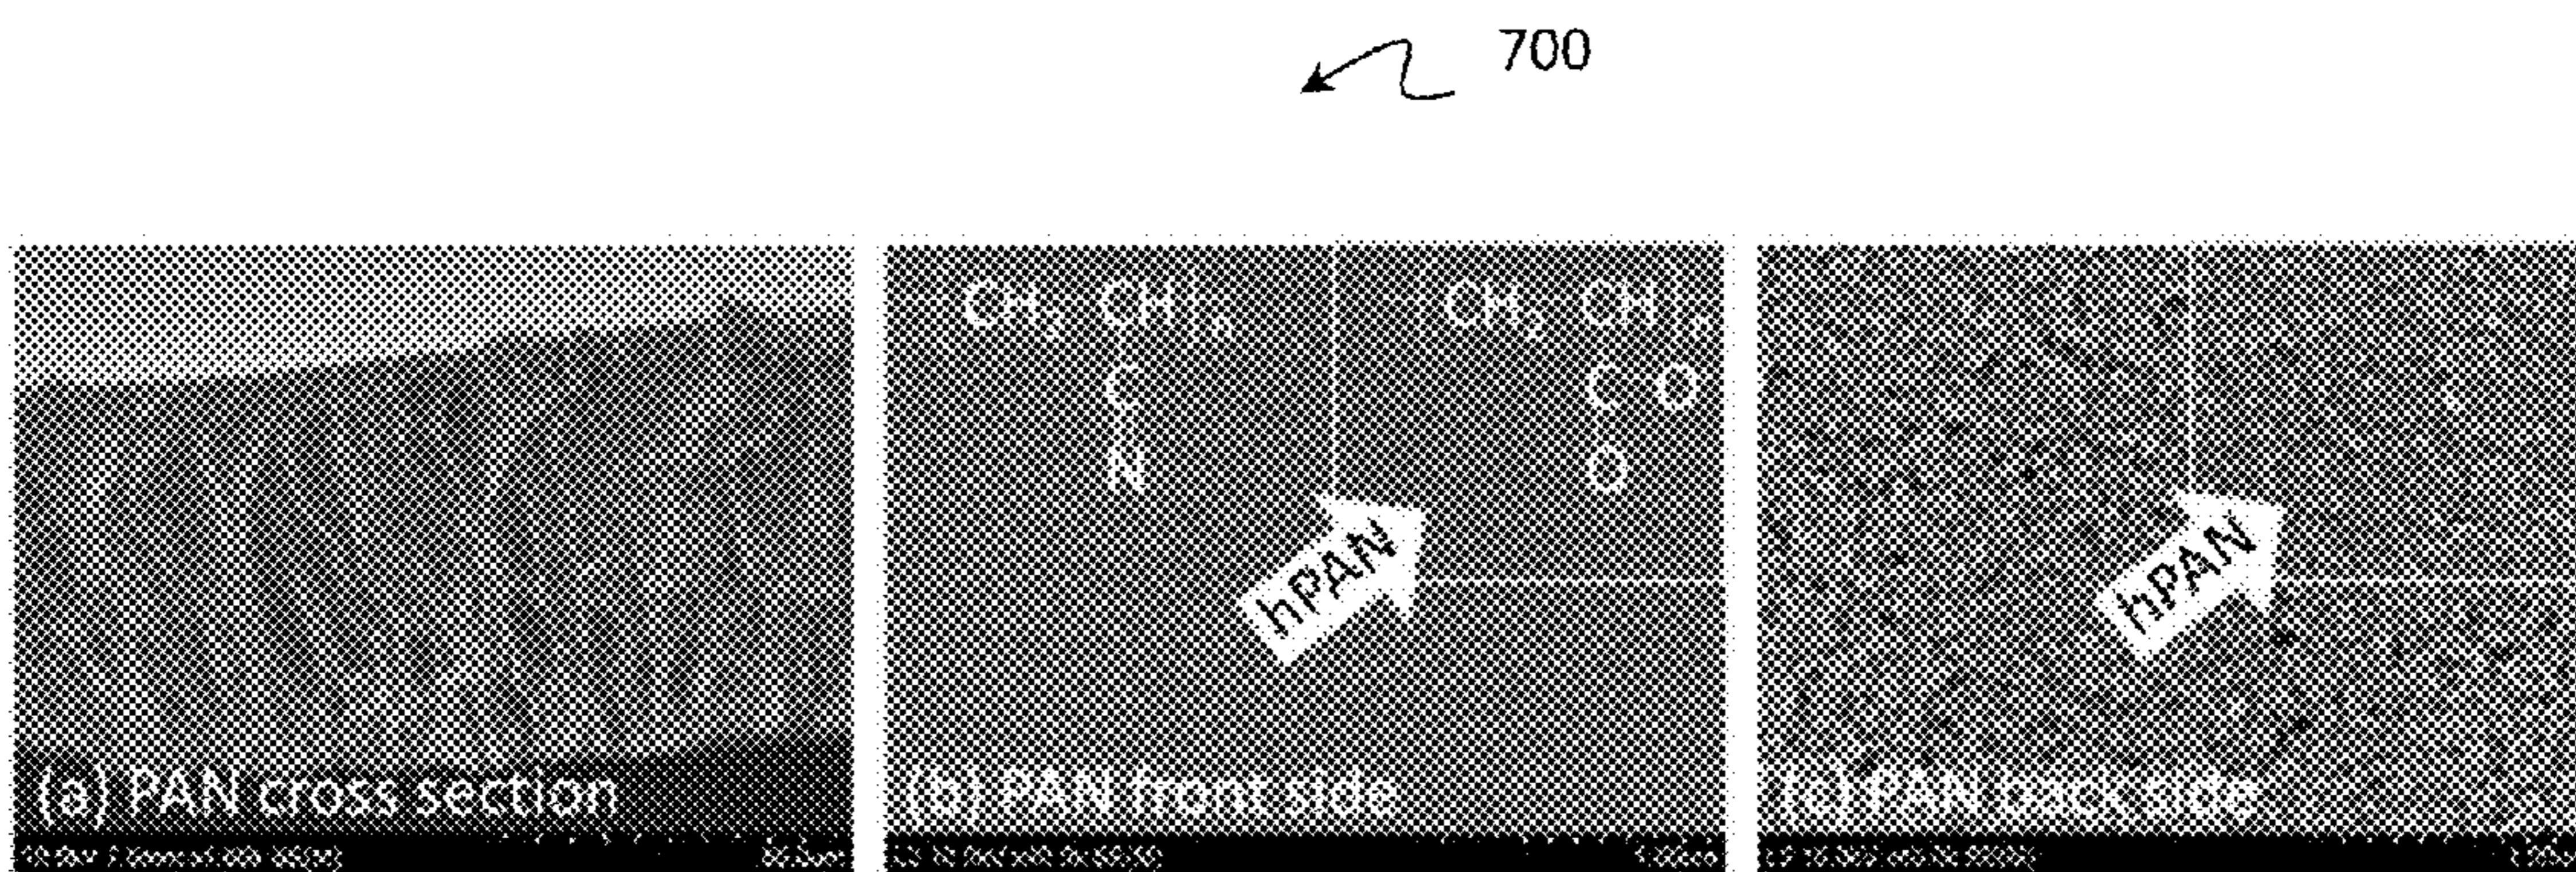 700
(a) PAN cross section
CH₂ CH n
C
N
CH₂ CH n
C O
O
hPAN
(b) PAN front side
hPAN
(c) PAN back side